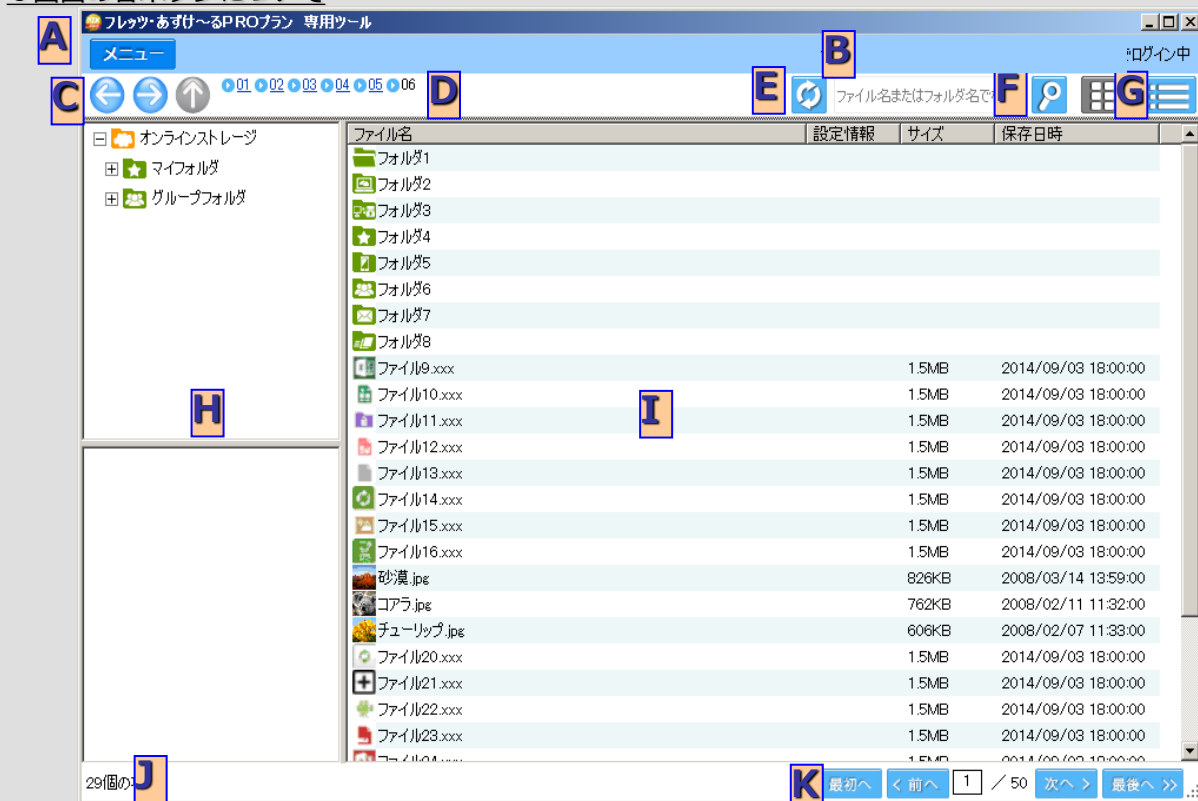 フレッツ・あずけ～るPROプラン 専用ツール
A
メニュー
B
ログイン中
C
01 02 03 04 05 06
D
E
ファイル名またはフォルダ名で
F
G
オンラインストレージ
マイフォルダ
グループフォルダ
H
ファイル名 設定情報 サイズ 保存日時
フォルダ1
フォルダ2
フォルダ3
フォルダ4
フォルダ5
フォルダ6
フォルダ7
フォルダ8
ファイル9.xxx 1.5MB 2014/09/03 18:00:00
ファイル10.xxx 1.5MB 2014/09/03 18:00:00
I
ファイル11.xxx 1.5MB 2014/09/03 18:00:00
ファイル12.xxx 1.5MB 2014/09/03 18:00:00
ファイル13.xxx 1.5MB 2014/09/03 18:00:00
ファイル14.xxx 1.5MB 2014/09/03 18:00:00
ファイル15.xxx 1.5MB 2014/09/03 18:00:00
ファイル16.xxx 1.5MB 2014/09/03 18:00:00
砂漠.jpg 826KB 2008/03/14 13:59:00
コアラ.jpg 762KB 2008/02/11 11:32:00
チューリップ.jpg 606KB 2008/02/07 11:33:00
ファイル20.xxx 1.5MB 2014/09/03 18:00:00
ファイル21.xxx 1.5MB 2014/09/03 18:00:00
ファイル22.xxx 1.5MB 2014/09/03 18:00:00
ファイル23.xxx 1.5MB 2014/09/03 18:00:00
29個の
J
K
最初へ < 前へ 1 / 50 次へ > 最後へ >>